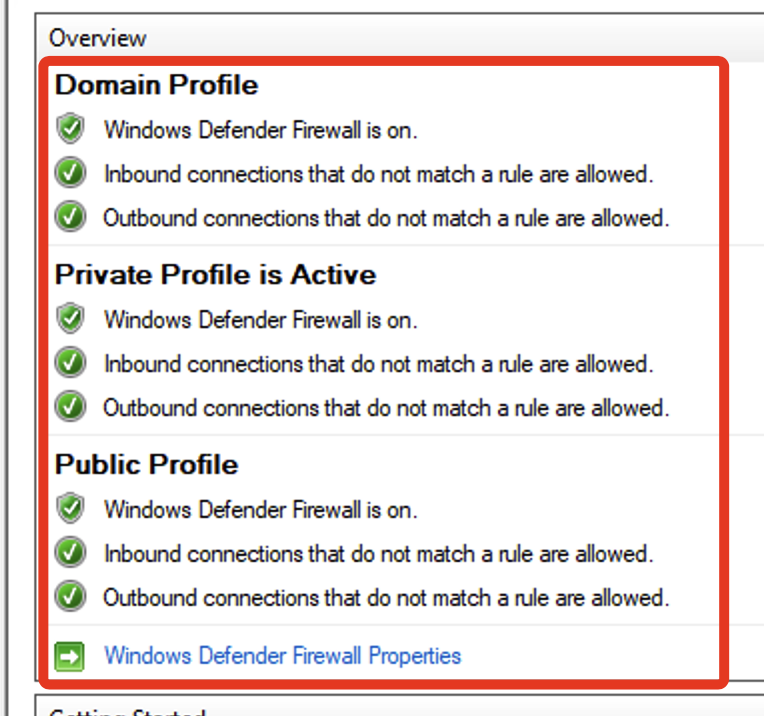 Overview
Domain Profile
Windows Defender Firewall is on.
Inbound connections that do not match a rule are allowed.
Outbound connections that do not match a rule are allowed.
Private Profile is Active
Windows Defender Firewall is on.
Inbound connections that do not match a rule are allowed.
Outbound connections that do not match a rule are allowed.
Public Profile
Windows Defender Firewall is on.
Inbound connections that do not match a rule are allowed.
Outbound connections that do not match a rule are allowed.
Windows Defender Firewall Properties
Getting Started